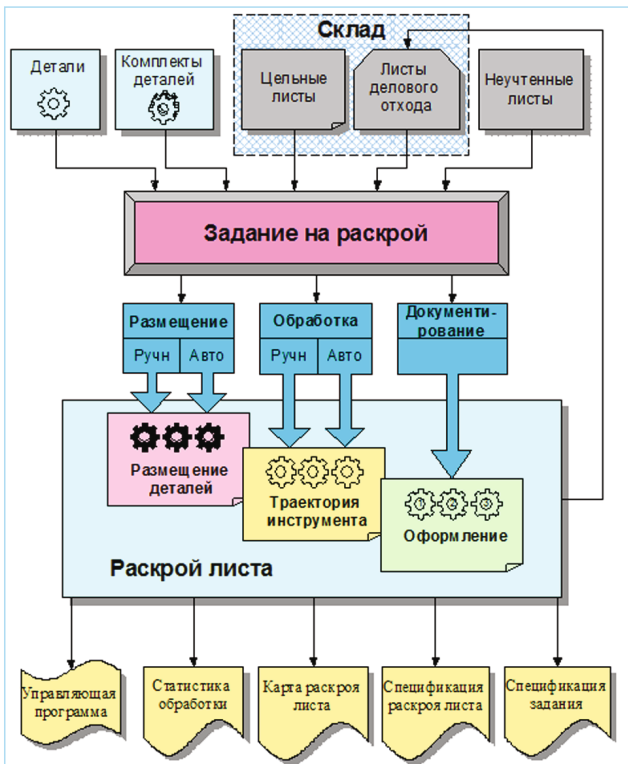 Склад
Детали
Комплекты
деталей
Цельные
листы
Листы
делового
отхода
Неучтенные
листы
Задание на раскрой
Размещение
Ручн Авто
Обработка
Ручн Авто
Документи-
рование
Размещение
деталей
Траектория
инструмента
Оформление
Раскрой листа
Управляющая
программа
Статистика
обработки
Карта раскроя
листа
Спецификация
раскроя листа
Спецификация
задания